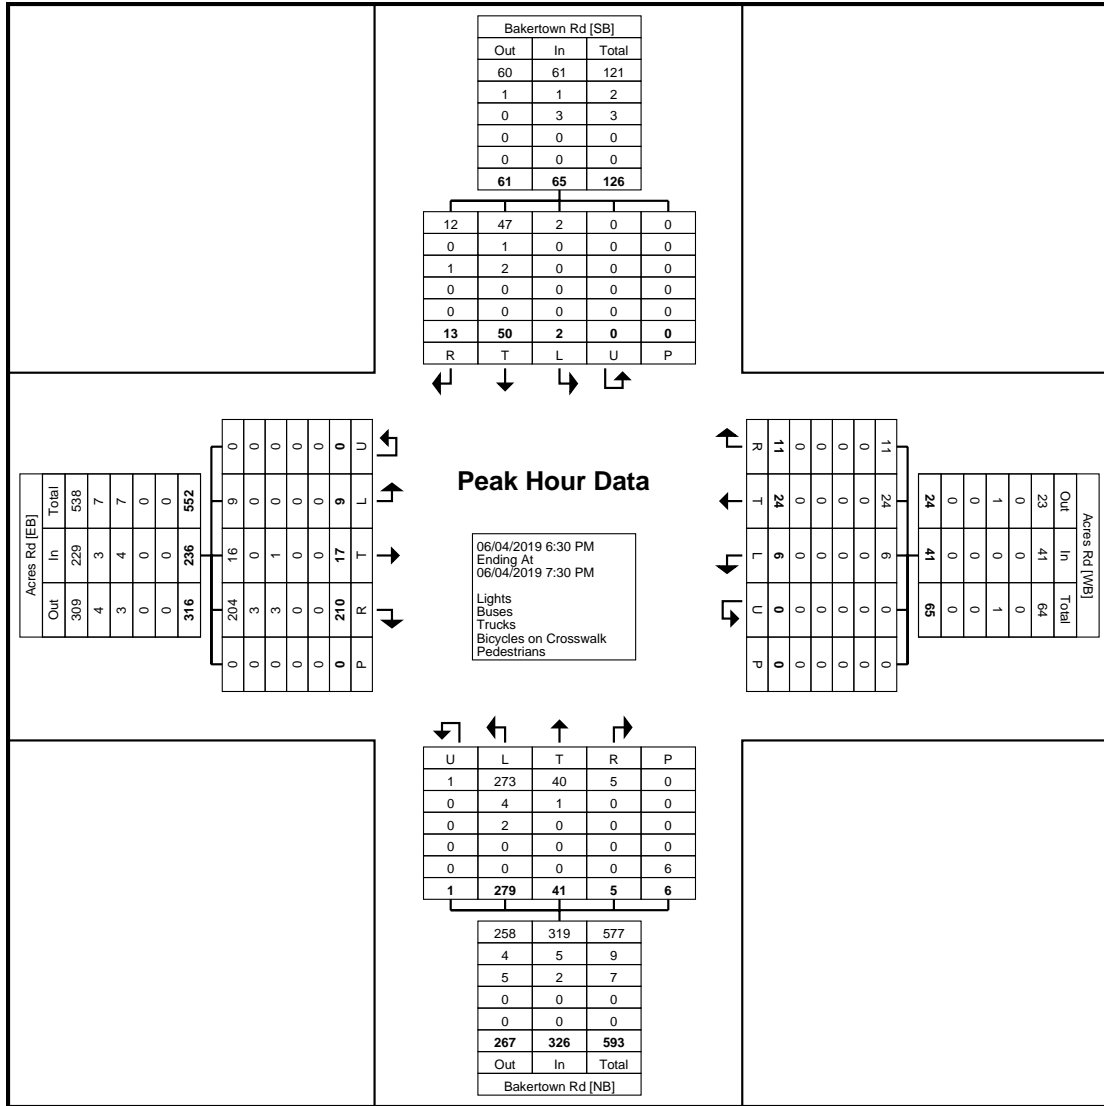 Bakertown Rd [SB]
Out In Total
60 61 121
1 1 2
0 3 3
0 0 0
0 0 0
61 65 126
12 47 2 0 0
0 1 0 0 0
1 2 0 0 0
0 0 0 0 0
0 0 0 0 0
13 50 2 0 0
R T L U P
Acres Rd [EB]
Total 538 7 7 0 0 552
In 229 3 4 0 0 236
Out 309 4 3 0 0 316
0 0 0 0 0 0 U
9 0 0 0 0 9 L
16 0 1 0 0 17 T
204 3 3 0 0 210 R
0 0 0 0 0 0 P
Peak Hour Data
06/04/2019 6:30 PM
Ending At
06/04/2019 7:30 PM
Lights
Buses
Trucks
Bicycles on Crosswalk
Pedestrians
R 11 0 0 0 0 11
T 24 0 0 0 0 24
L 6 0 0 0 0 6
U 0 0 0 0 0 0
P 0 0 0 0 0 0
24 0 0 1 0 23 Out
41 0 0 0 0 41 In
65 0 0 1 0 64 Total
Acres Rd [WB]
U L T R P
1 273 40 5 0
0 4 1 0 0
0 2 0 0 0
0 0 0 0 0
0 0 0 0 6
1 279 41 5 6
258 319 577
4 5 9
5 2 7
0 0 0
0 0 0
267 326 593
Out In Total
Bakertown Rd [NB]